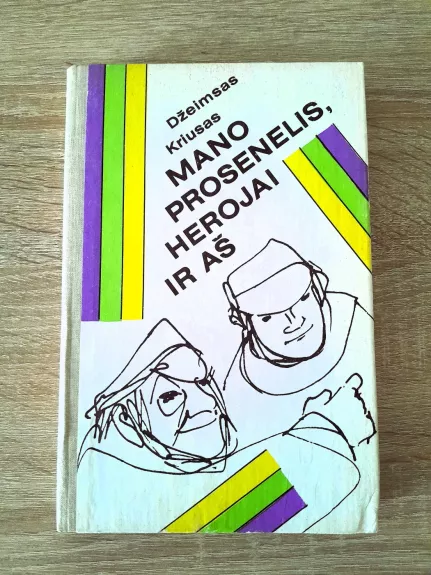 Džeimsas
Kriusas
MANO
PROSENELIS,
HEROJAI
IR AŠ